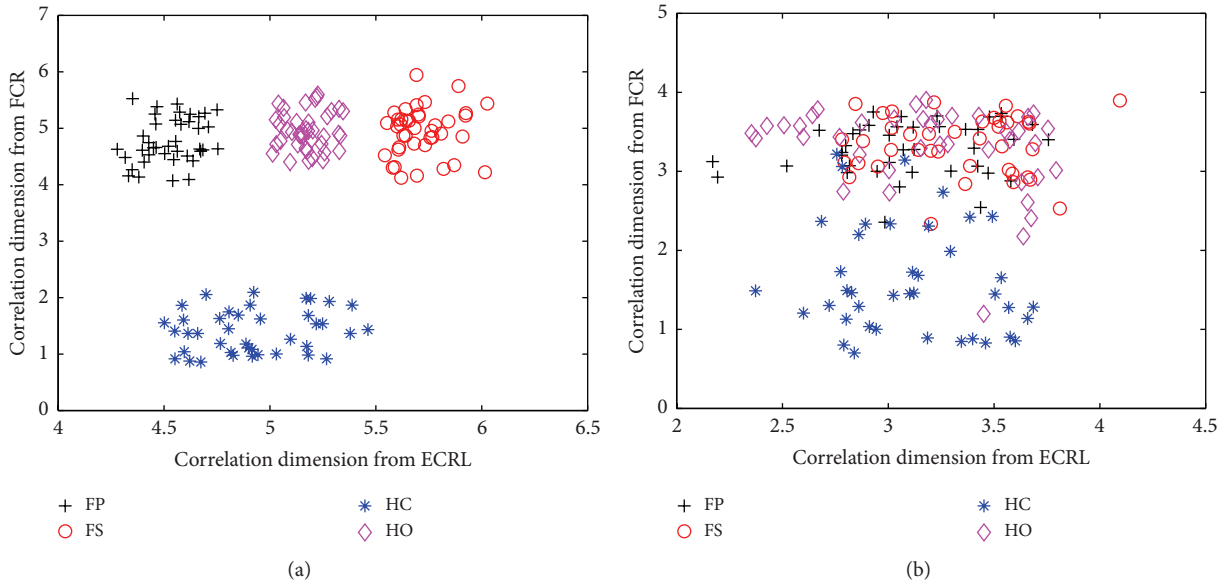 7
6
5
4
3
2
1
0
Correlation dimension from FCR
4
4.5
5
5.5
6
6.5
Correlation dimension from ECRL
FP
FS
HC
HO
(a)
5
4
3
2
1
0
Correlation dimension from FCR
2
2.5
3
3.5
4
4.5
Correlation dimension from ECRL
FP
FS
HC
HO
(b)